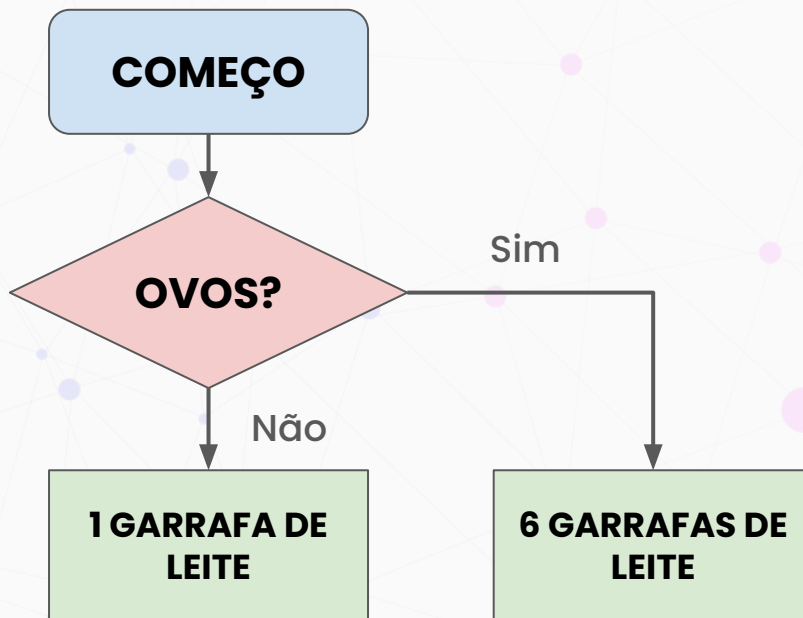 COMEÇO
OVOS?
Sim
Não
1 GARRAFA DE
LEITE
6 GARRAFAS DE
LEITE